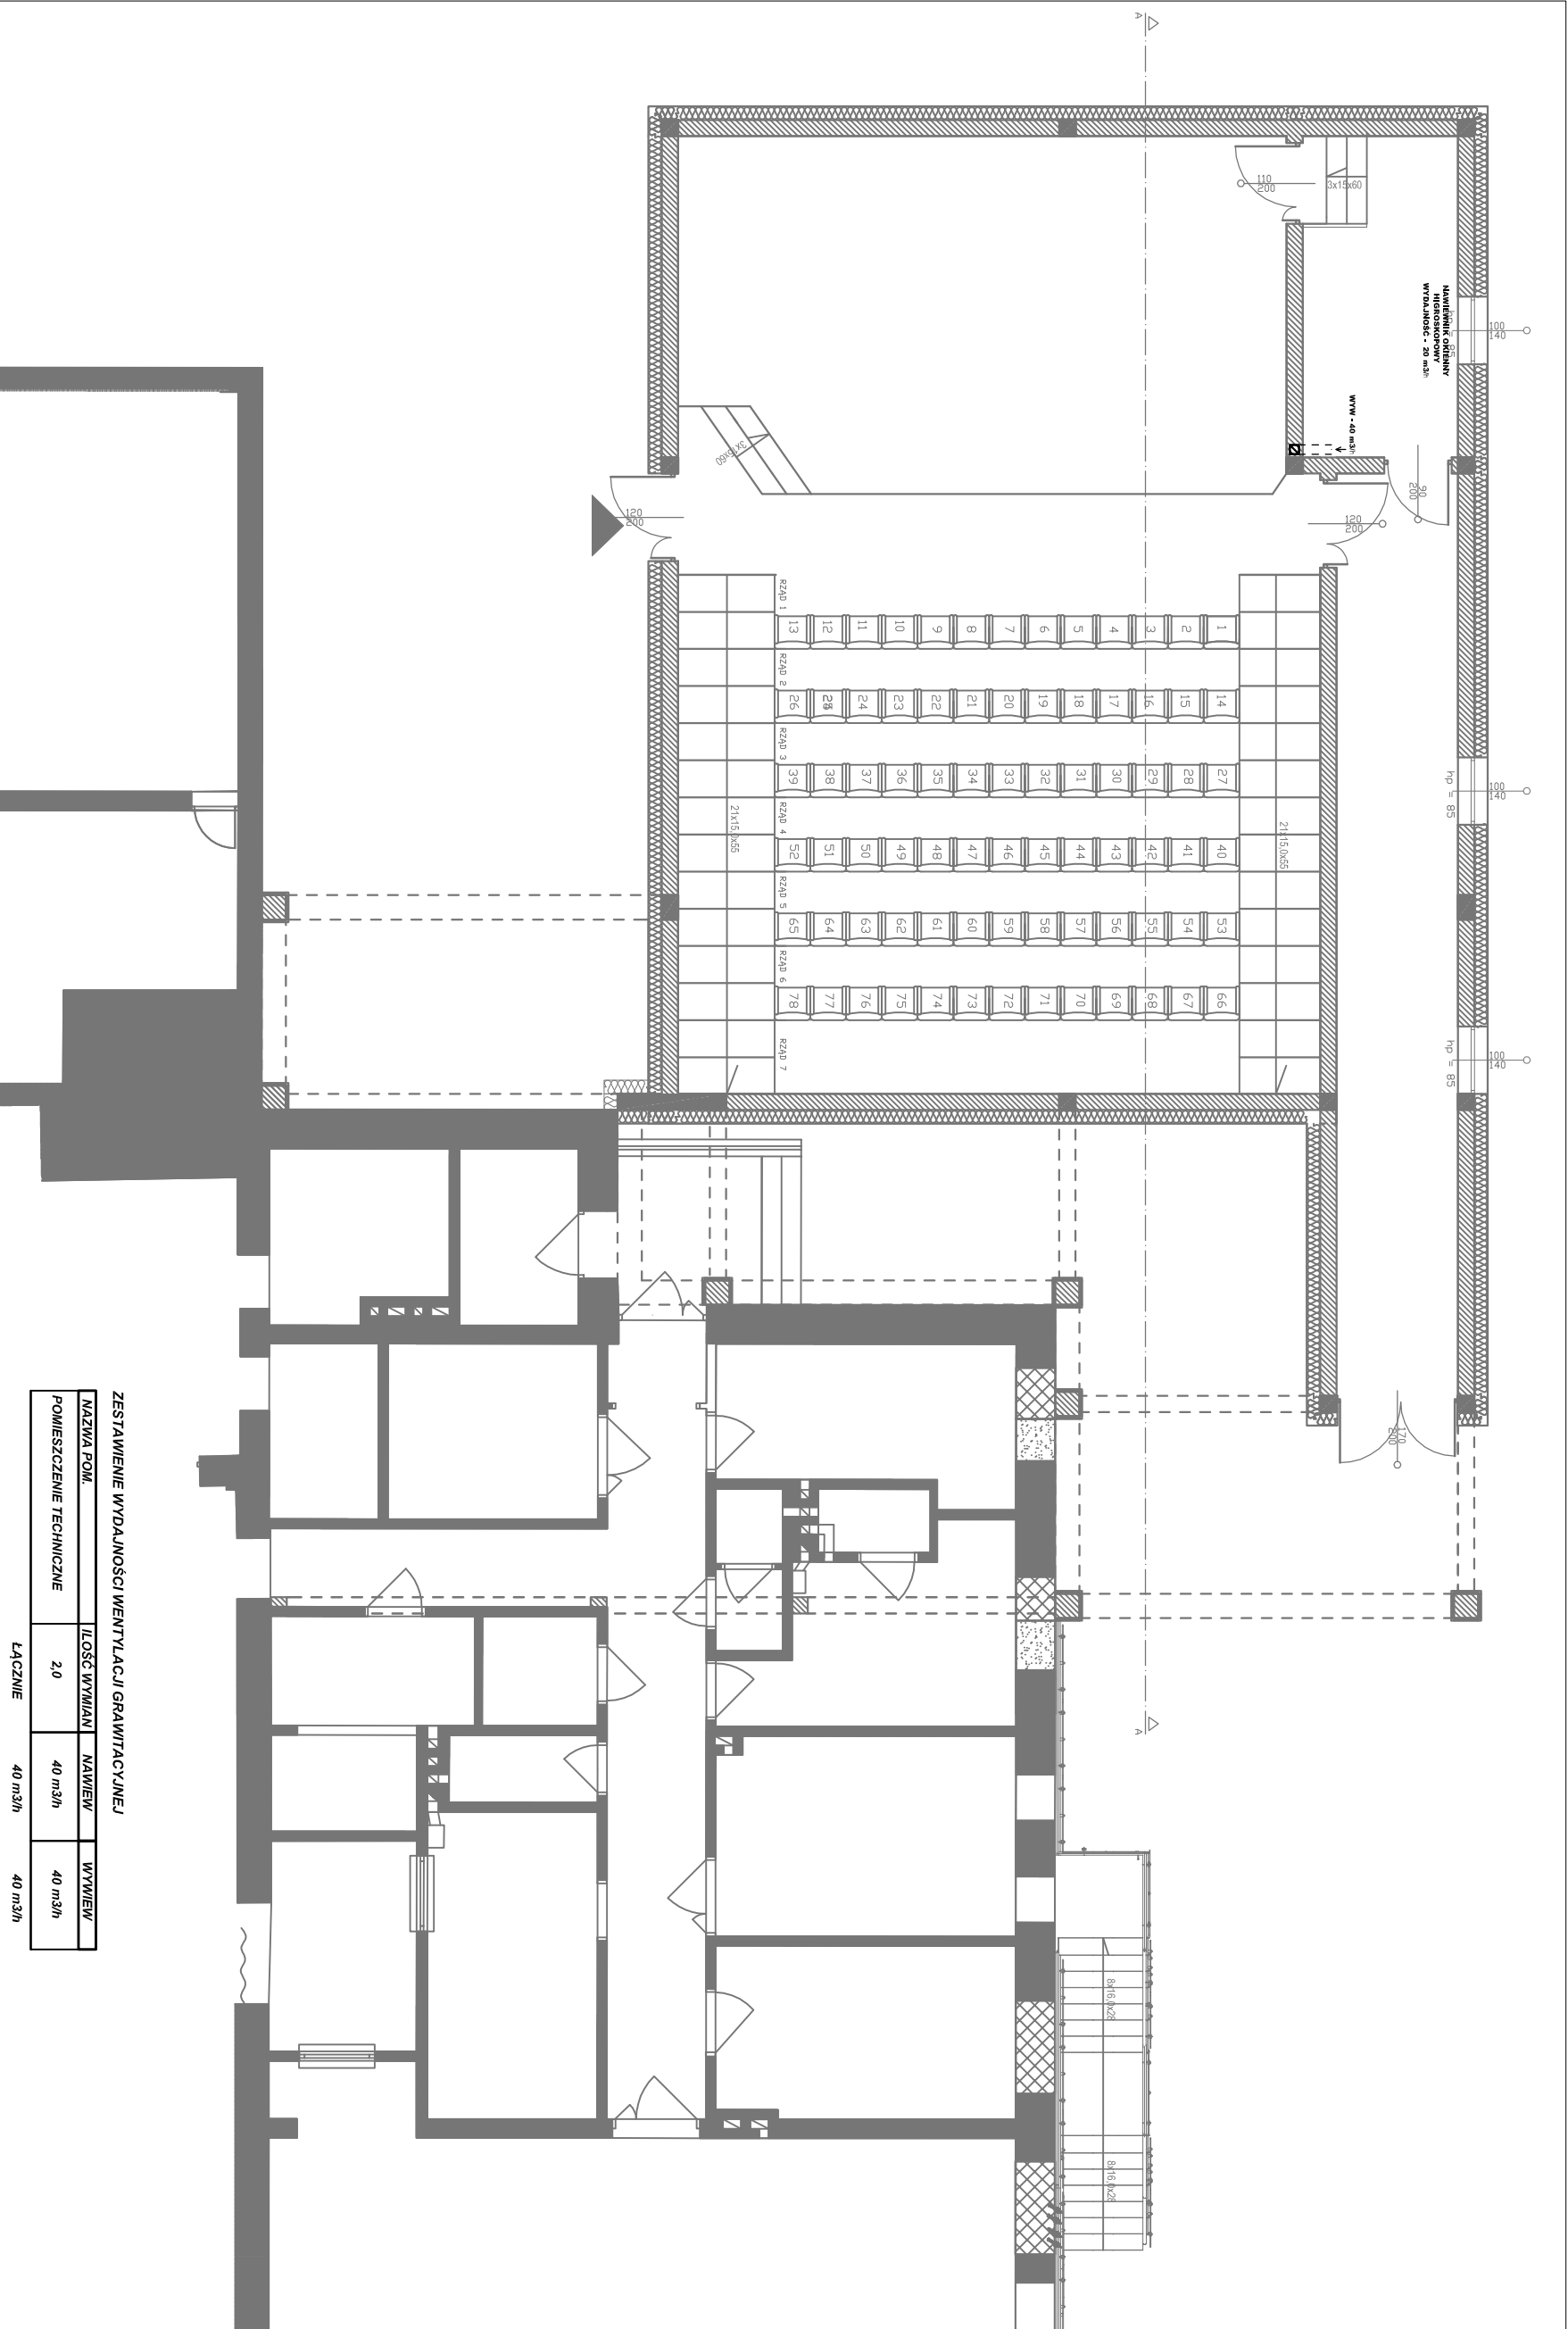 A
A
110
200
3x15x60
NAWIEWNIK OKIENNY
HIGROSKOPOWY
WYDAJNOŚĆ - 20 m3/h
hp = 85
100
140
WYW - 40 m3/h
3x15x60
90
200
120
200
120
200
100
140
hp = 85
100
140
hp = 85
170
200
21x15,0x55
21x15,0x55
RZĄD 1
13 12 11 10 9 8 7 6 5 4 3 2 1
RZĄD 2
26 24 23 22 21 20 19 18 17 16 15 14
RZĄD 3
39 38 37 36 35 34 33 32 31 30 29 28 27
RZĄD 4
52 51 50 49 48 47 46 45 44 43 42 41 40
RZĄD 5
65 64 63 62 61 60 59 58 57 56 55 54 53
RZĄD 6
78 77 76 75 74 73 72 71 70 69 68 67 66
RZĄD 7
8x16,0x28
8x16,0x28
ZESTAWIENIE WYDAJNOŚCI WENTYLACJI GRAWITACYJNEJ
NAZWA POM. ILOŚĆ WYMIAN NAWIEW WYWIEW
POMIESZCZENIE TECHNICZNE 2,0 40 m3/h 40 m3/h
ŁĄCZNIE 40 m3/h 40 m3/h